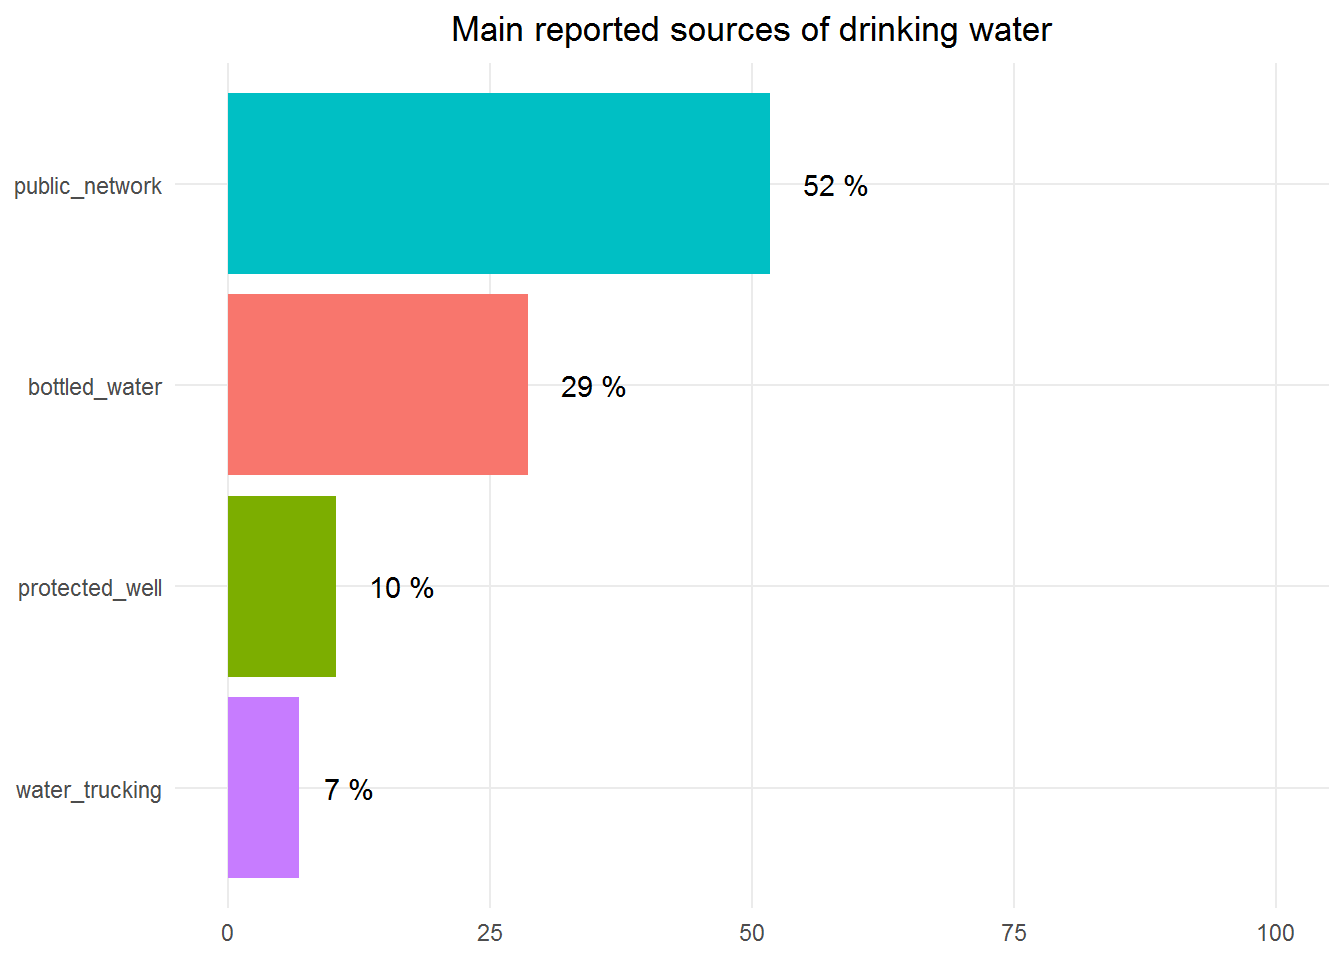 Main reported sources of drinking water
public_network
52 %
bottled_water
29 %
protected_well
10 %
water_trucking
7 %
0 25 50 75 100